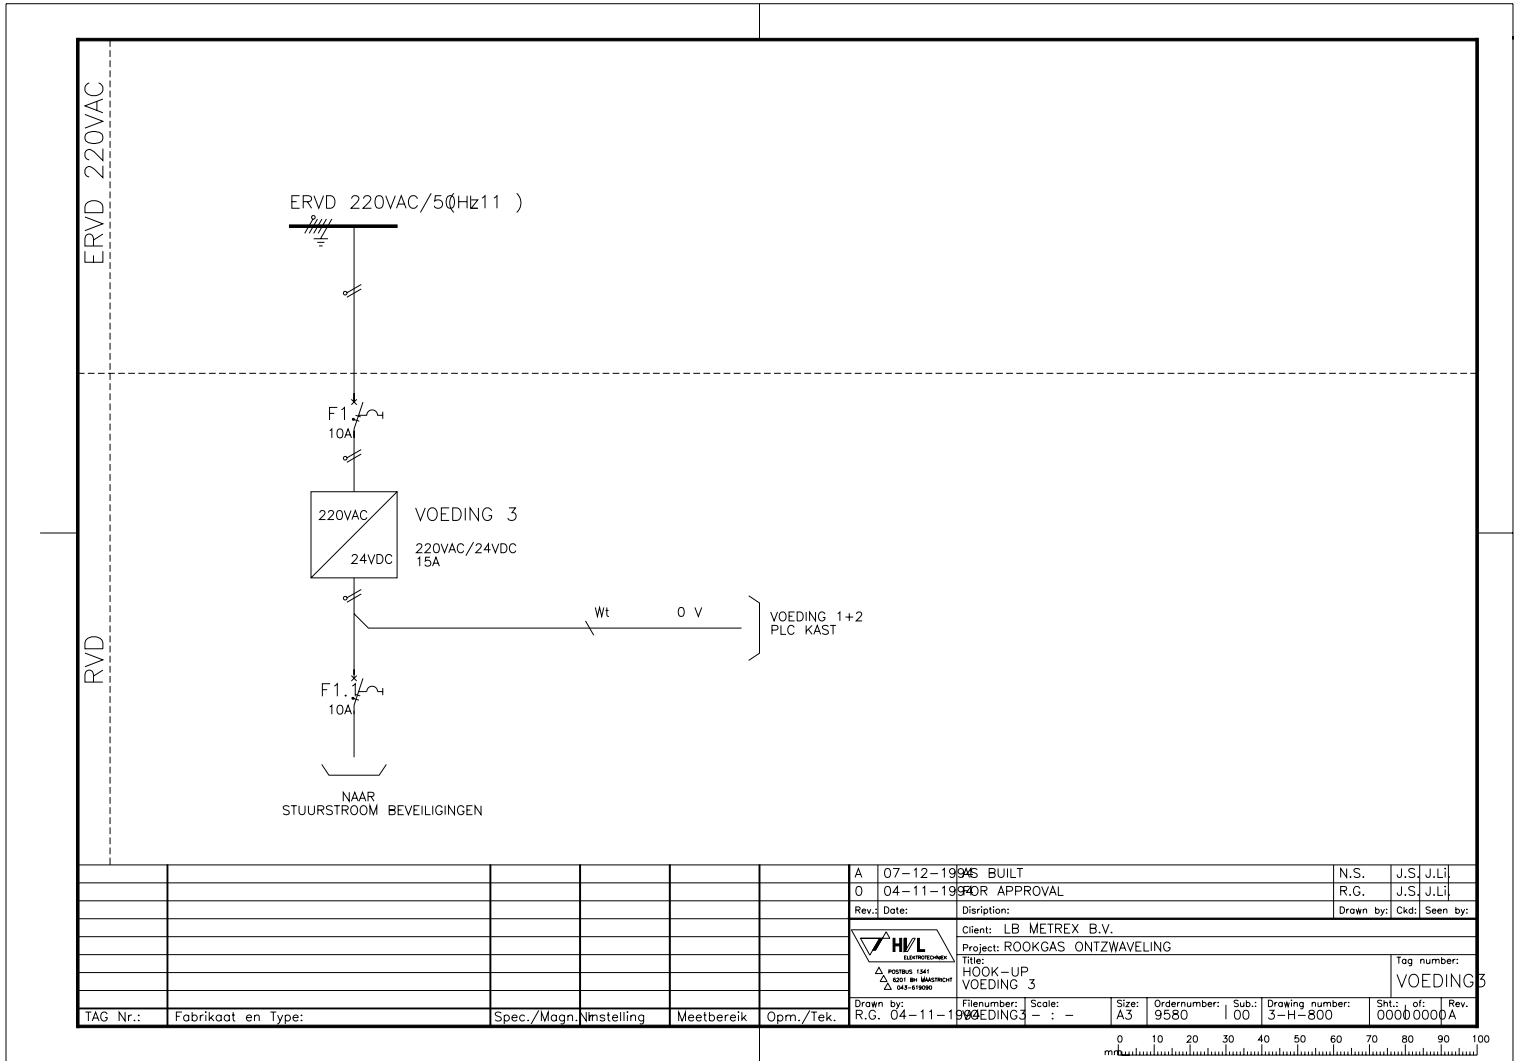 ERVD 220VAC
ERVD 220VAC/50Hz ( L11 )
F1
10A
220VAC
24VDC
VOEDING 3
220VAC/24VDC
15A
Wt 0 V
VOEDING 1+2
PLC KAST
RVD
F1.1
10A
NAAR
STUURSTROOM BEVEILIGINGEN
A 07-12-1994 AS BUILT N.S. J.S. J.Li.
0 04-11-1994 FOR APPROVAL R.G. J.S. J.Li.
Rev.: Date: Disription: Drawn by: Ckd: Seen by:
HVL
ELEKTROTECHNIEK
POSTBUS 1341
6201 BH MAASTRICHT
043-619090
Client: LB METREX B.V.
Project: ROOKGAS ONTZWAVELING
Title:
HOOK-UP
VOEDING 3
Tag number:
VOEDING3
Drawn by: Filenumber: Scale: Size: Ordernumber: Sub.: Drawing number: Sht.: of: Rev.
R.G. 04-11-1994 VOEDING3 - : - A3 9580 00 3-H-800 0000 0000 A
TAG Nr.: Fabrikaat en Type: Spec./Magn.Nr. Instelling Meetbereik Opm./Tek.
0 10 20 30 40 50 60 70 80 90 100
mm